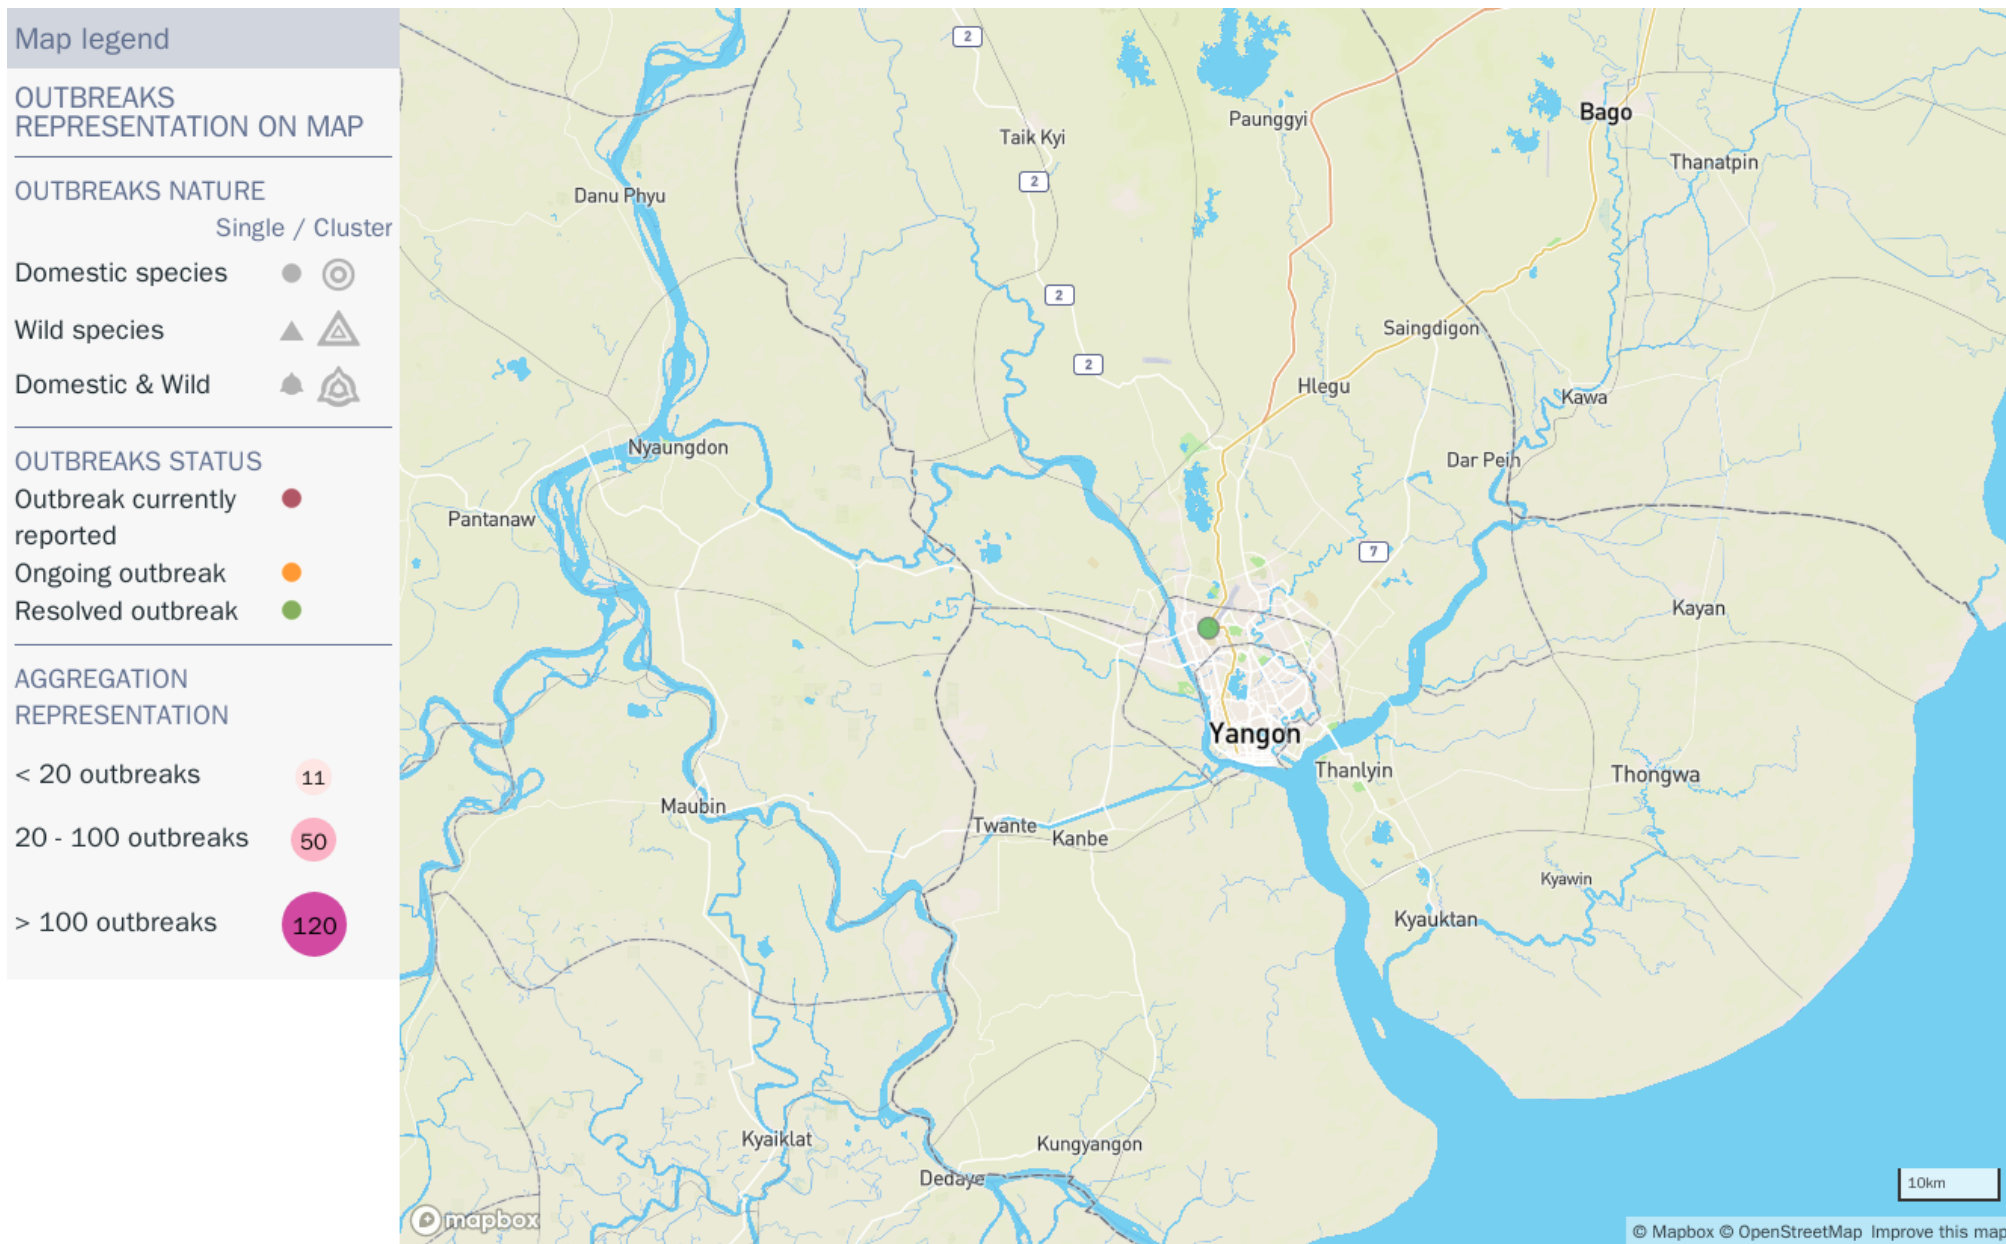 Map legend
OUTBREAKS
REPRESENTATION ON MAP
OUTBREAKS NATURE
Single / Cluster
Domestic species
Wild species
Domestic & Wild
OUTBREAKS STATUS
Outbreak currently
reported
Ongoing outbreak
Resolved outbreak
AGGREGATION
REPRESENTATION
< 20 outbreaks 11
20 - 100 outbreaks 50
> 100 outbreaks 120
2
Paunggyi
Bago
Taik Kyi
Thanatpin
2
Danu Phyu
2
Saingdigon
2
Hlegu
Kawa
Nyaungdon
Dar Pein
Pantanaw
7
Kayan
Yangon
Thanlyin
Thongwa
Maubin
Twante
Kanbe
Kyawin
Kyauktan
Kyaiklat
Kungyangon
Dedaye
10km
mapbox
© Mapbox © OpenStreetMap Improve this map